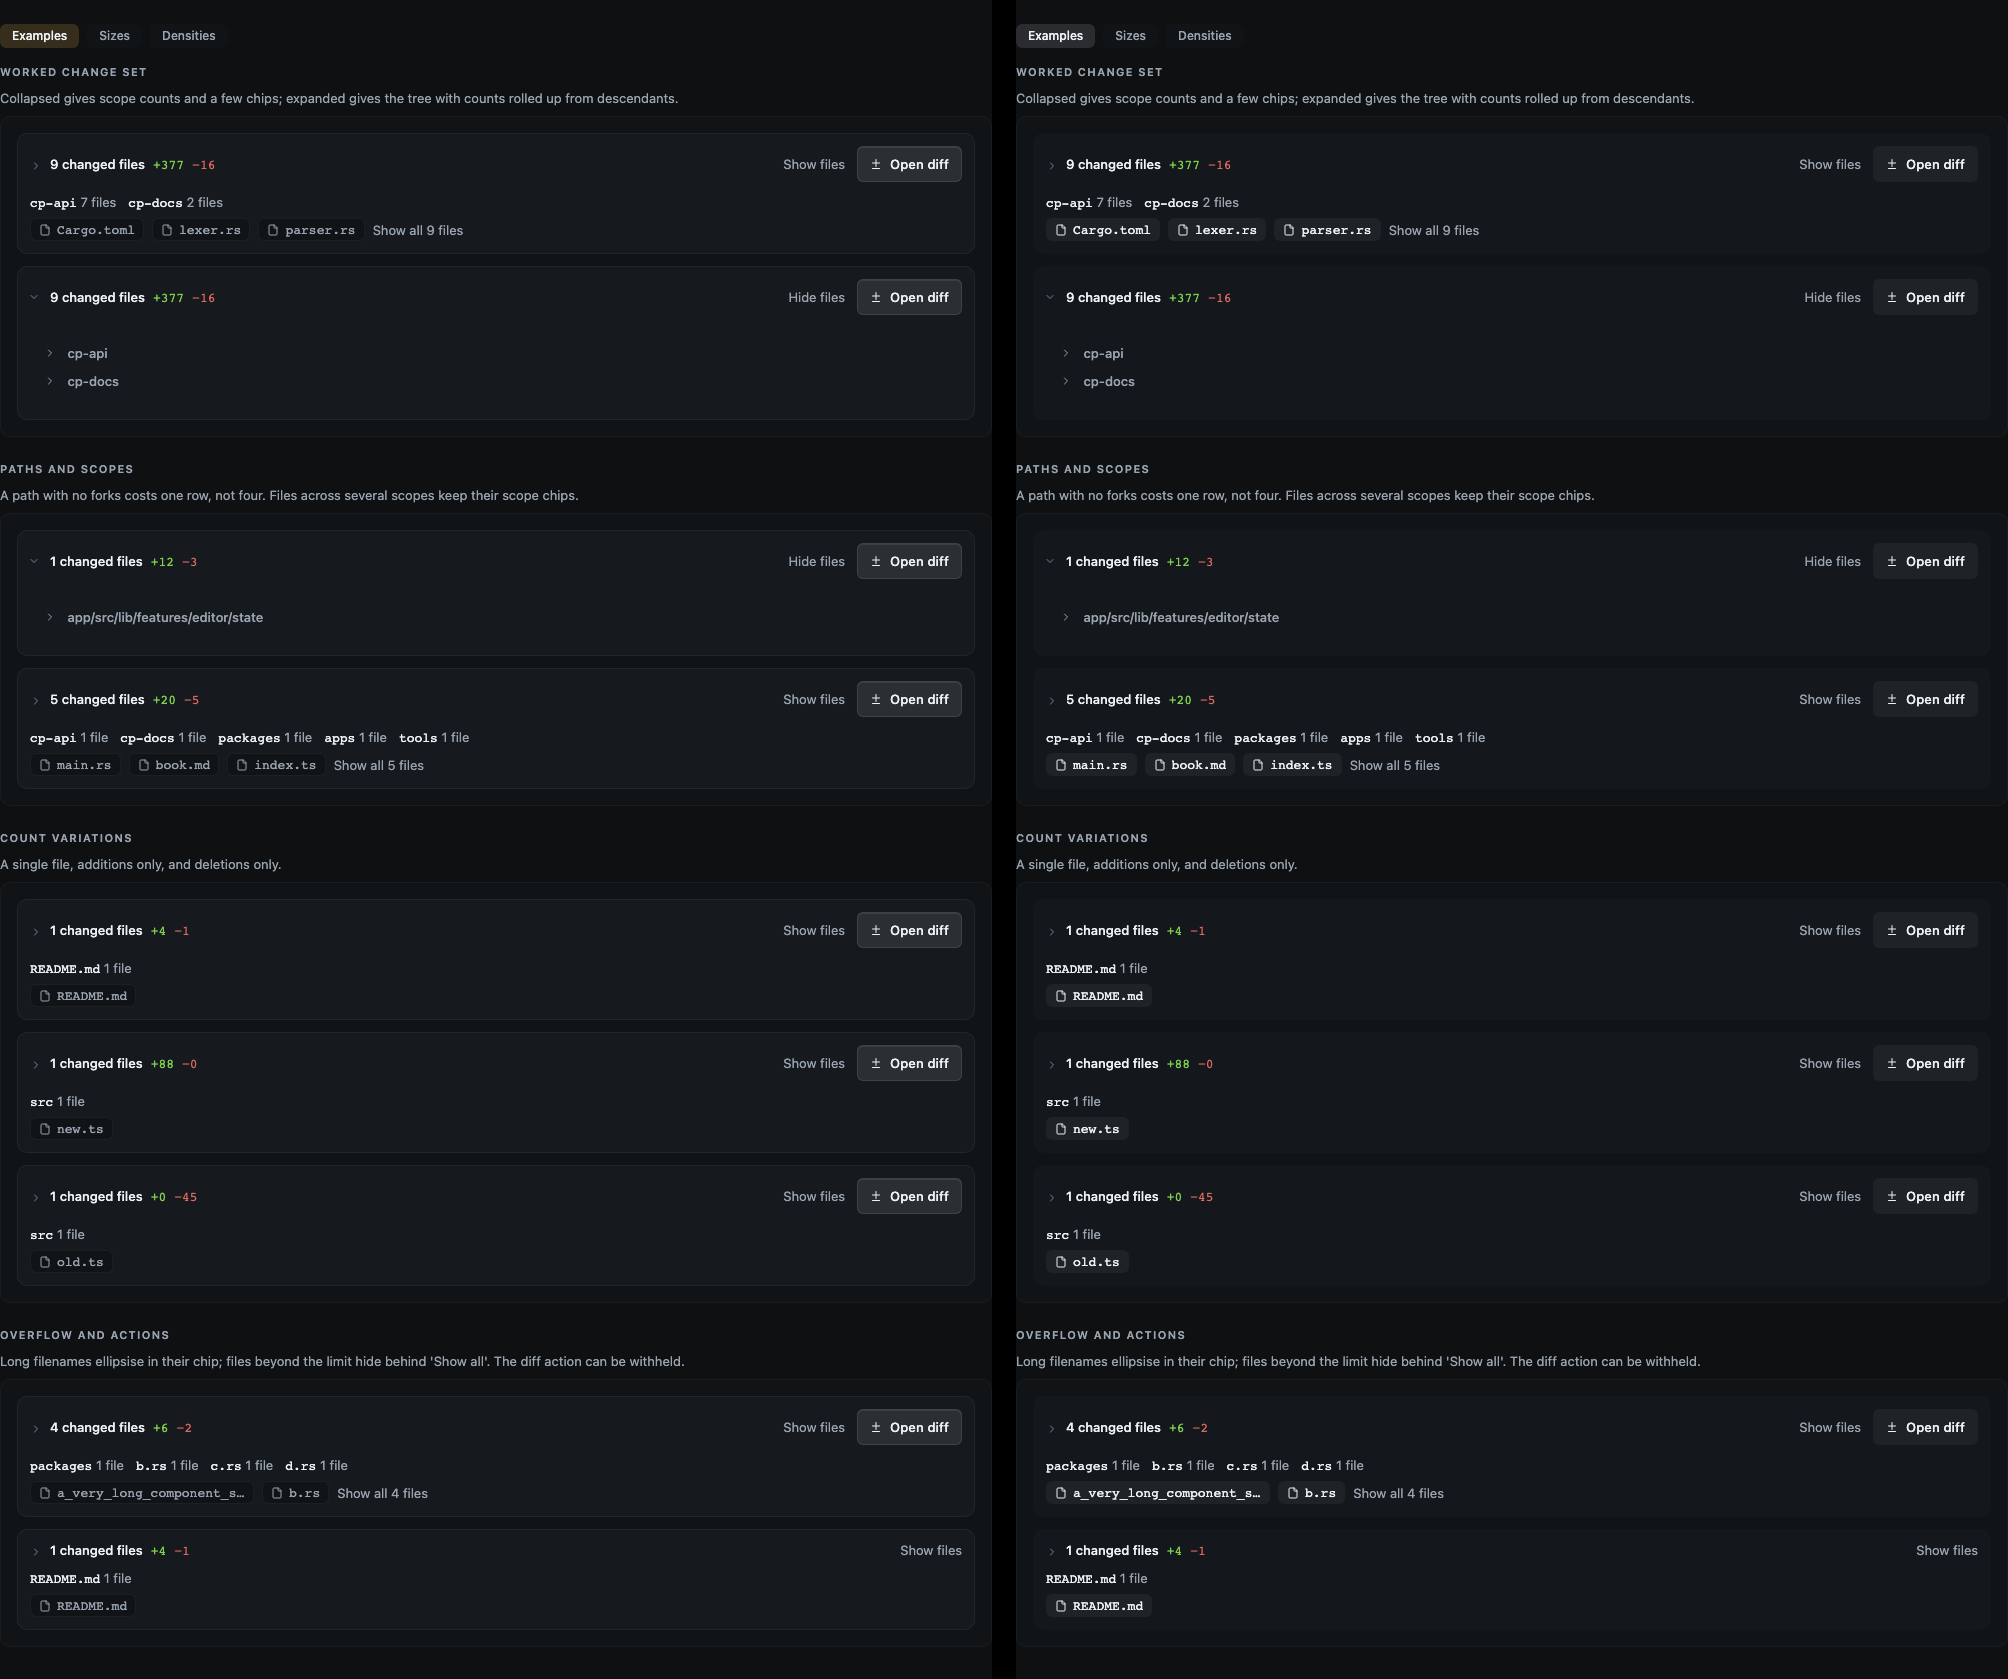 Examples Sizes Densities
WORKED CHANGE SET
Collapsed gives scope counts and a few chips; expanded gives the tree with counts rolled up from descendants.
9 changed files +377 −16 Show files ± Open diff
cp-api 7 files cp-docs 2 files
Cargo.toml lexer.rs parser.rs Show all 9 files
9 changed files +377 −16 Hide files ± Open diff
cp-api
cp-docs
PATHS AND SCOPES
A path with no forks costs one row, not four. Files across several scopes keep their scope chips.
1 changed files +12 −3 Hide files ± Open diff
app/src/lib/features/editor/state
5 changed files +20 −5 Show files ± Open diff
cp-api 1 file cp-docs 1 file packages 1 file apps 1 file tools 1 file
main.rs book.md index.ts Show all 5 files
COUNT VARIATIONS
A single file, additions only, and deletions only.
1 changed files +4 −1 Show files ± Open diff
README.md 1 file
README.md
1 changed files +88 −0 Show files ± Open diff
src 1 file
new.ts
1 changed files +0 −45 Show files ± Open diff
src 1 file
old.ts
OVERFLOW AND ACTIONS
Long filenames ellipsise in their chip; files beyond the limit hide behind 'Show all'. The diff action can be withheld.
4 changed files +6 −2 Show files ± Open diff
packages 1 file b.rs 1 file c.rs 1 file d.rs 1 file
a_very_long_component_s… b.rs Show all 4 files
1 changed files +4 −1 Show files
README.md 1 file
README.md
Examples Sizes Densities
WORKED CHANGE SET
Collapsed gives scope counts and a few chips; expanded gives the tree with counts rolled up from descendants.
9 changed files +377 −16 Show files ± Open diff
cp-api 7 files cp-docs 2 files
Cargo.toml lexer.rs parser.rs Show all 9 files
9 changed files +377 −16 Hide files ± Open diff
cp-api
cp-docs
PATHS AND SCOPES
A path with no forks costs one row, not four. Files across several scopes keep their scope chips.
1 changed files +12 −3 Hide files ± Open diff
app/src/lib/features/editor/state
5 changed files +20 −5 Show files ± Open diff
cp-api 1 file cp-docs 1 file packages 1 file apps 1 file tools 1 file
main.rs book.md index.ts Show all 5 files
COUNT VARIATIONS
A single file, additions only, and deletions only.
1 changed files +4 −1 Show files ± Open diff
README.md 1 file
README.md
1 changed files +88 −0 Show files ± Open diff
src 1 file
new.ts
1 changed files +0 −45 Show files ± Open diff
src 1 file
old.ts
OVERFLOW AND ACTIONS
Long filenames ellipsise in their chip; files beyond the limit hide behind 'Show all'. The diff action can be withheld.
4 changed files +6 −2 Show files ± Open diff
packages 1 file b.rs 1 file c.rs 1 file d.rs 1 file
a_very_long_component_s… b.rs Show all 4 files
1 changed files +4 −1 Show files
README.md 1 file
README.md